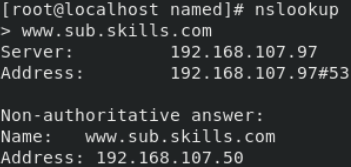 [root@localhost named]# nslookup
> www.sub.skills.com
Server:         192.168.107.97
Address:        192.168.107.97#53

Non-authoritative answer:
Name:   www.sub.skills.com
Address: 192.168.107.50